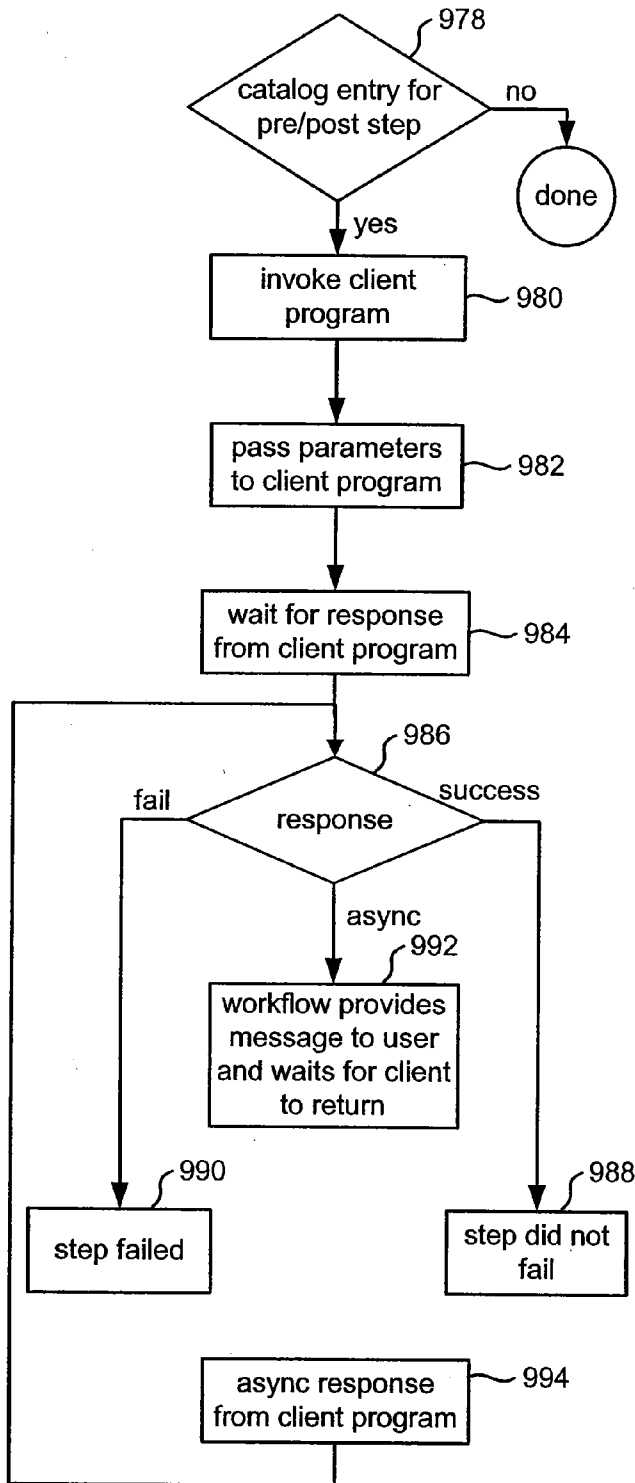 978
catalog entry for
pre/post step
no
done
yes
invoke client
program
980
pass parameters
to client program
982
wait for response
from client program
984
986
fail
success
response
async
992
workflow provides
message to user
and waits for client
to return
990
988
step failed
step did not
fail
async response
from client program
994